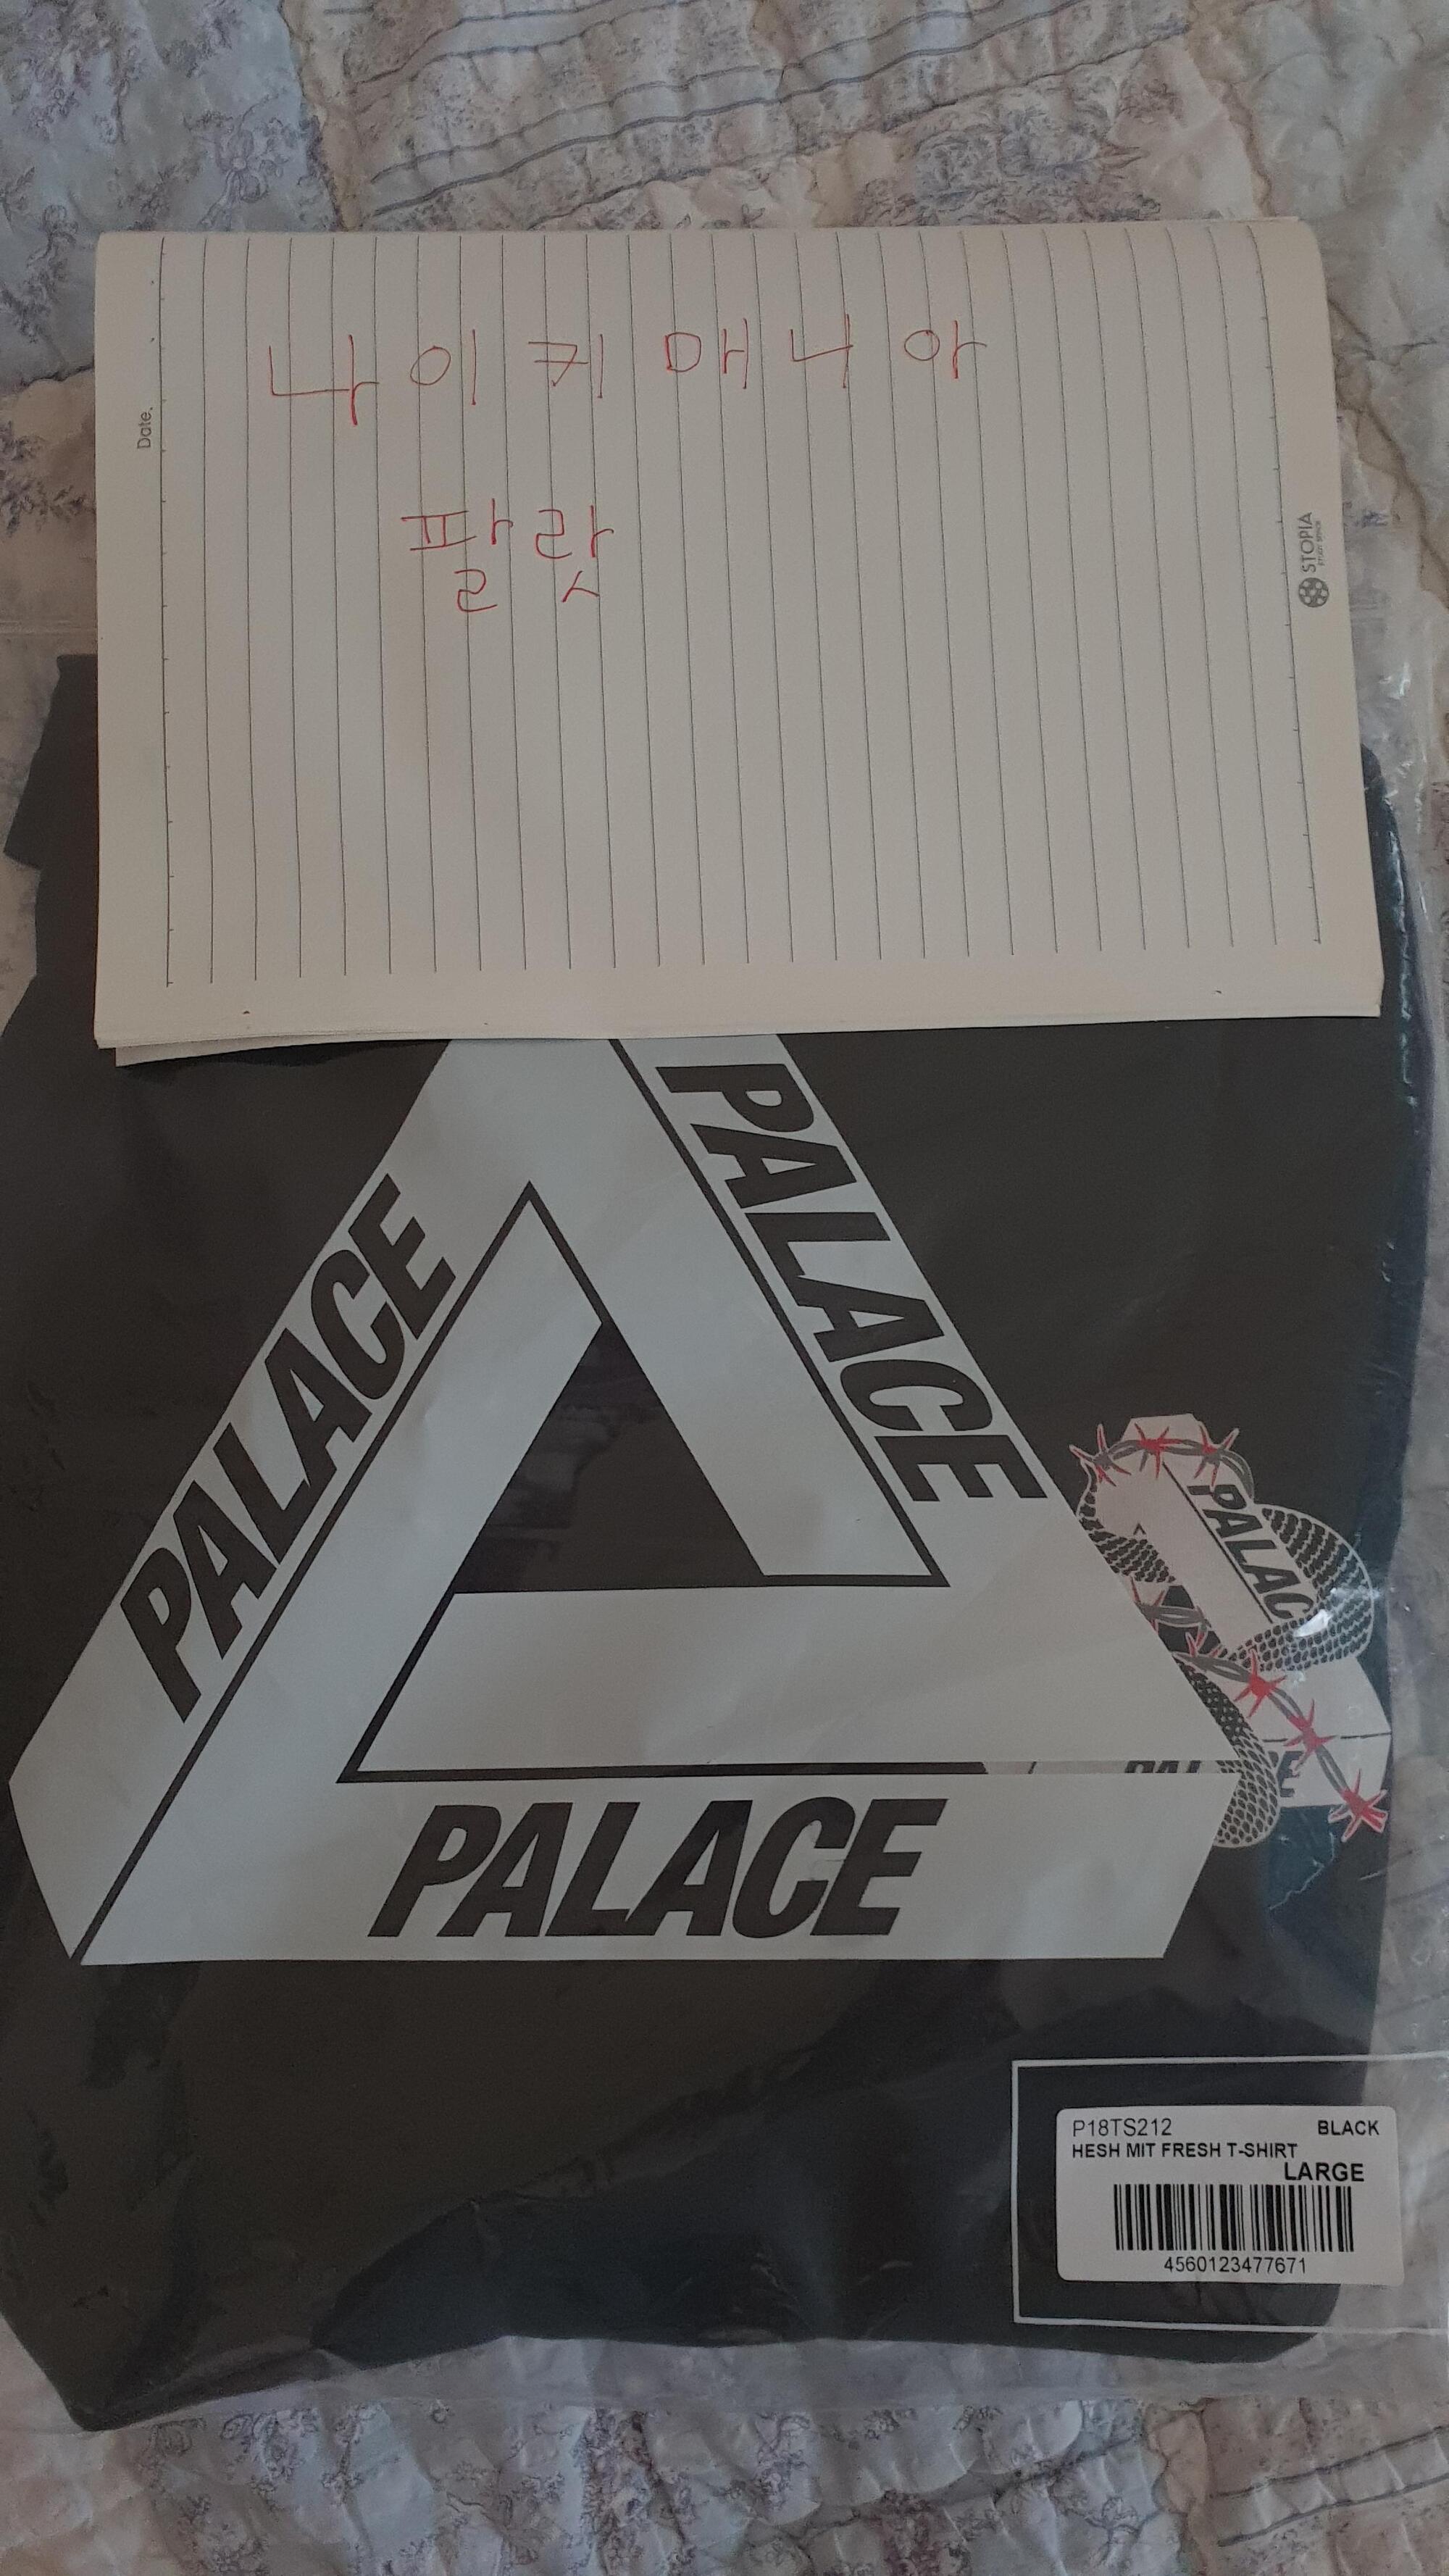 나이키매니아
팔랏
Date.
STOPIA
PALACE
PALACE
PALACE
PALAC
P18TS212 BLACK
HESH MIT FRESH T-SHIRT
LARGE
4560123477671